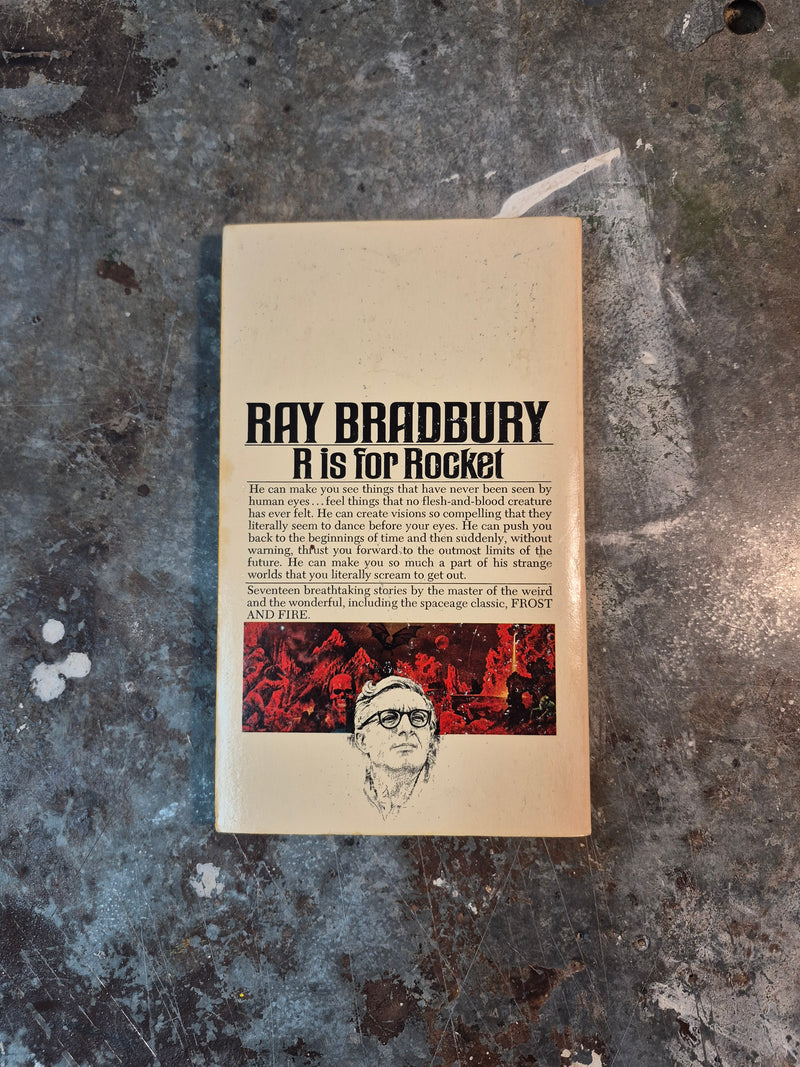 RAY BRADBURY
R is for Rocket
He can make you see things that have never been seen by
human eyes...feel things that no flesh-and-blood creature
has ever felt. He can create visions so compelling that they
literally seem to dance before your eyes. He can push you
back to the beginnings of time and then suddenly, without
warning, thrust you forward to the outmost limits of the
future. He can make you so much a part of his strange
worlds that you literally scream to get out.
Seventeen breathtaking stories by the master of the weird
and the wonderful, including the spaceage classic, FROST
AND FIRE.